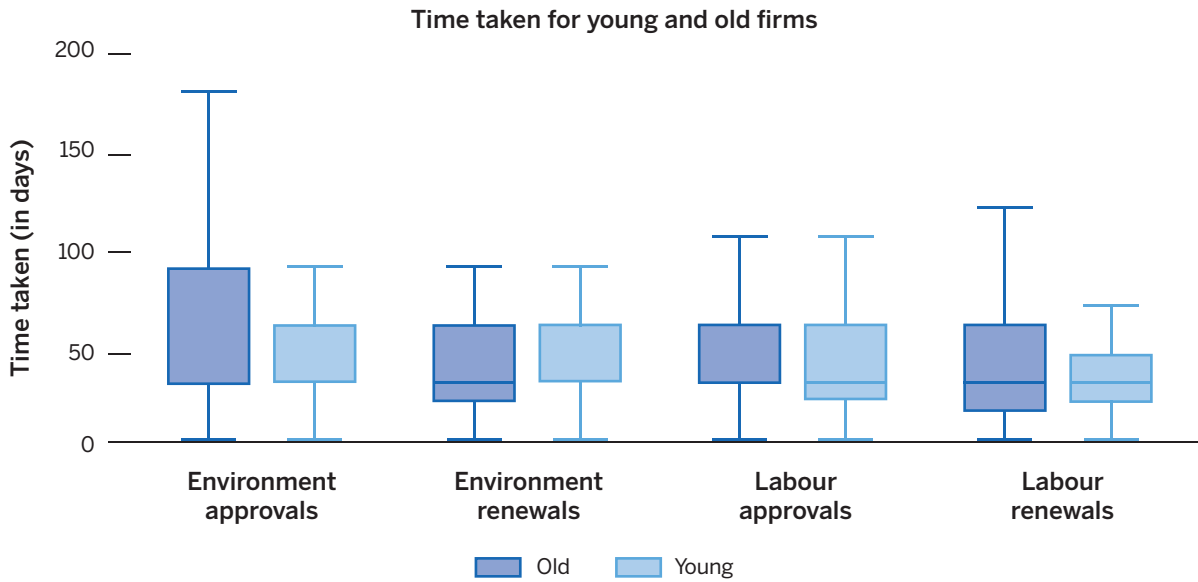 Time taken for young and old firms
Time taken (in days)
200
150
100
50
0
Environment
approvals
Environment
renewals
Labour
approvals
Labour
renewals
Old
Young